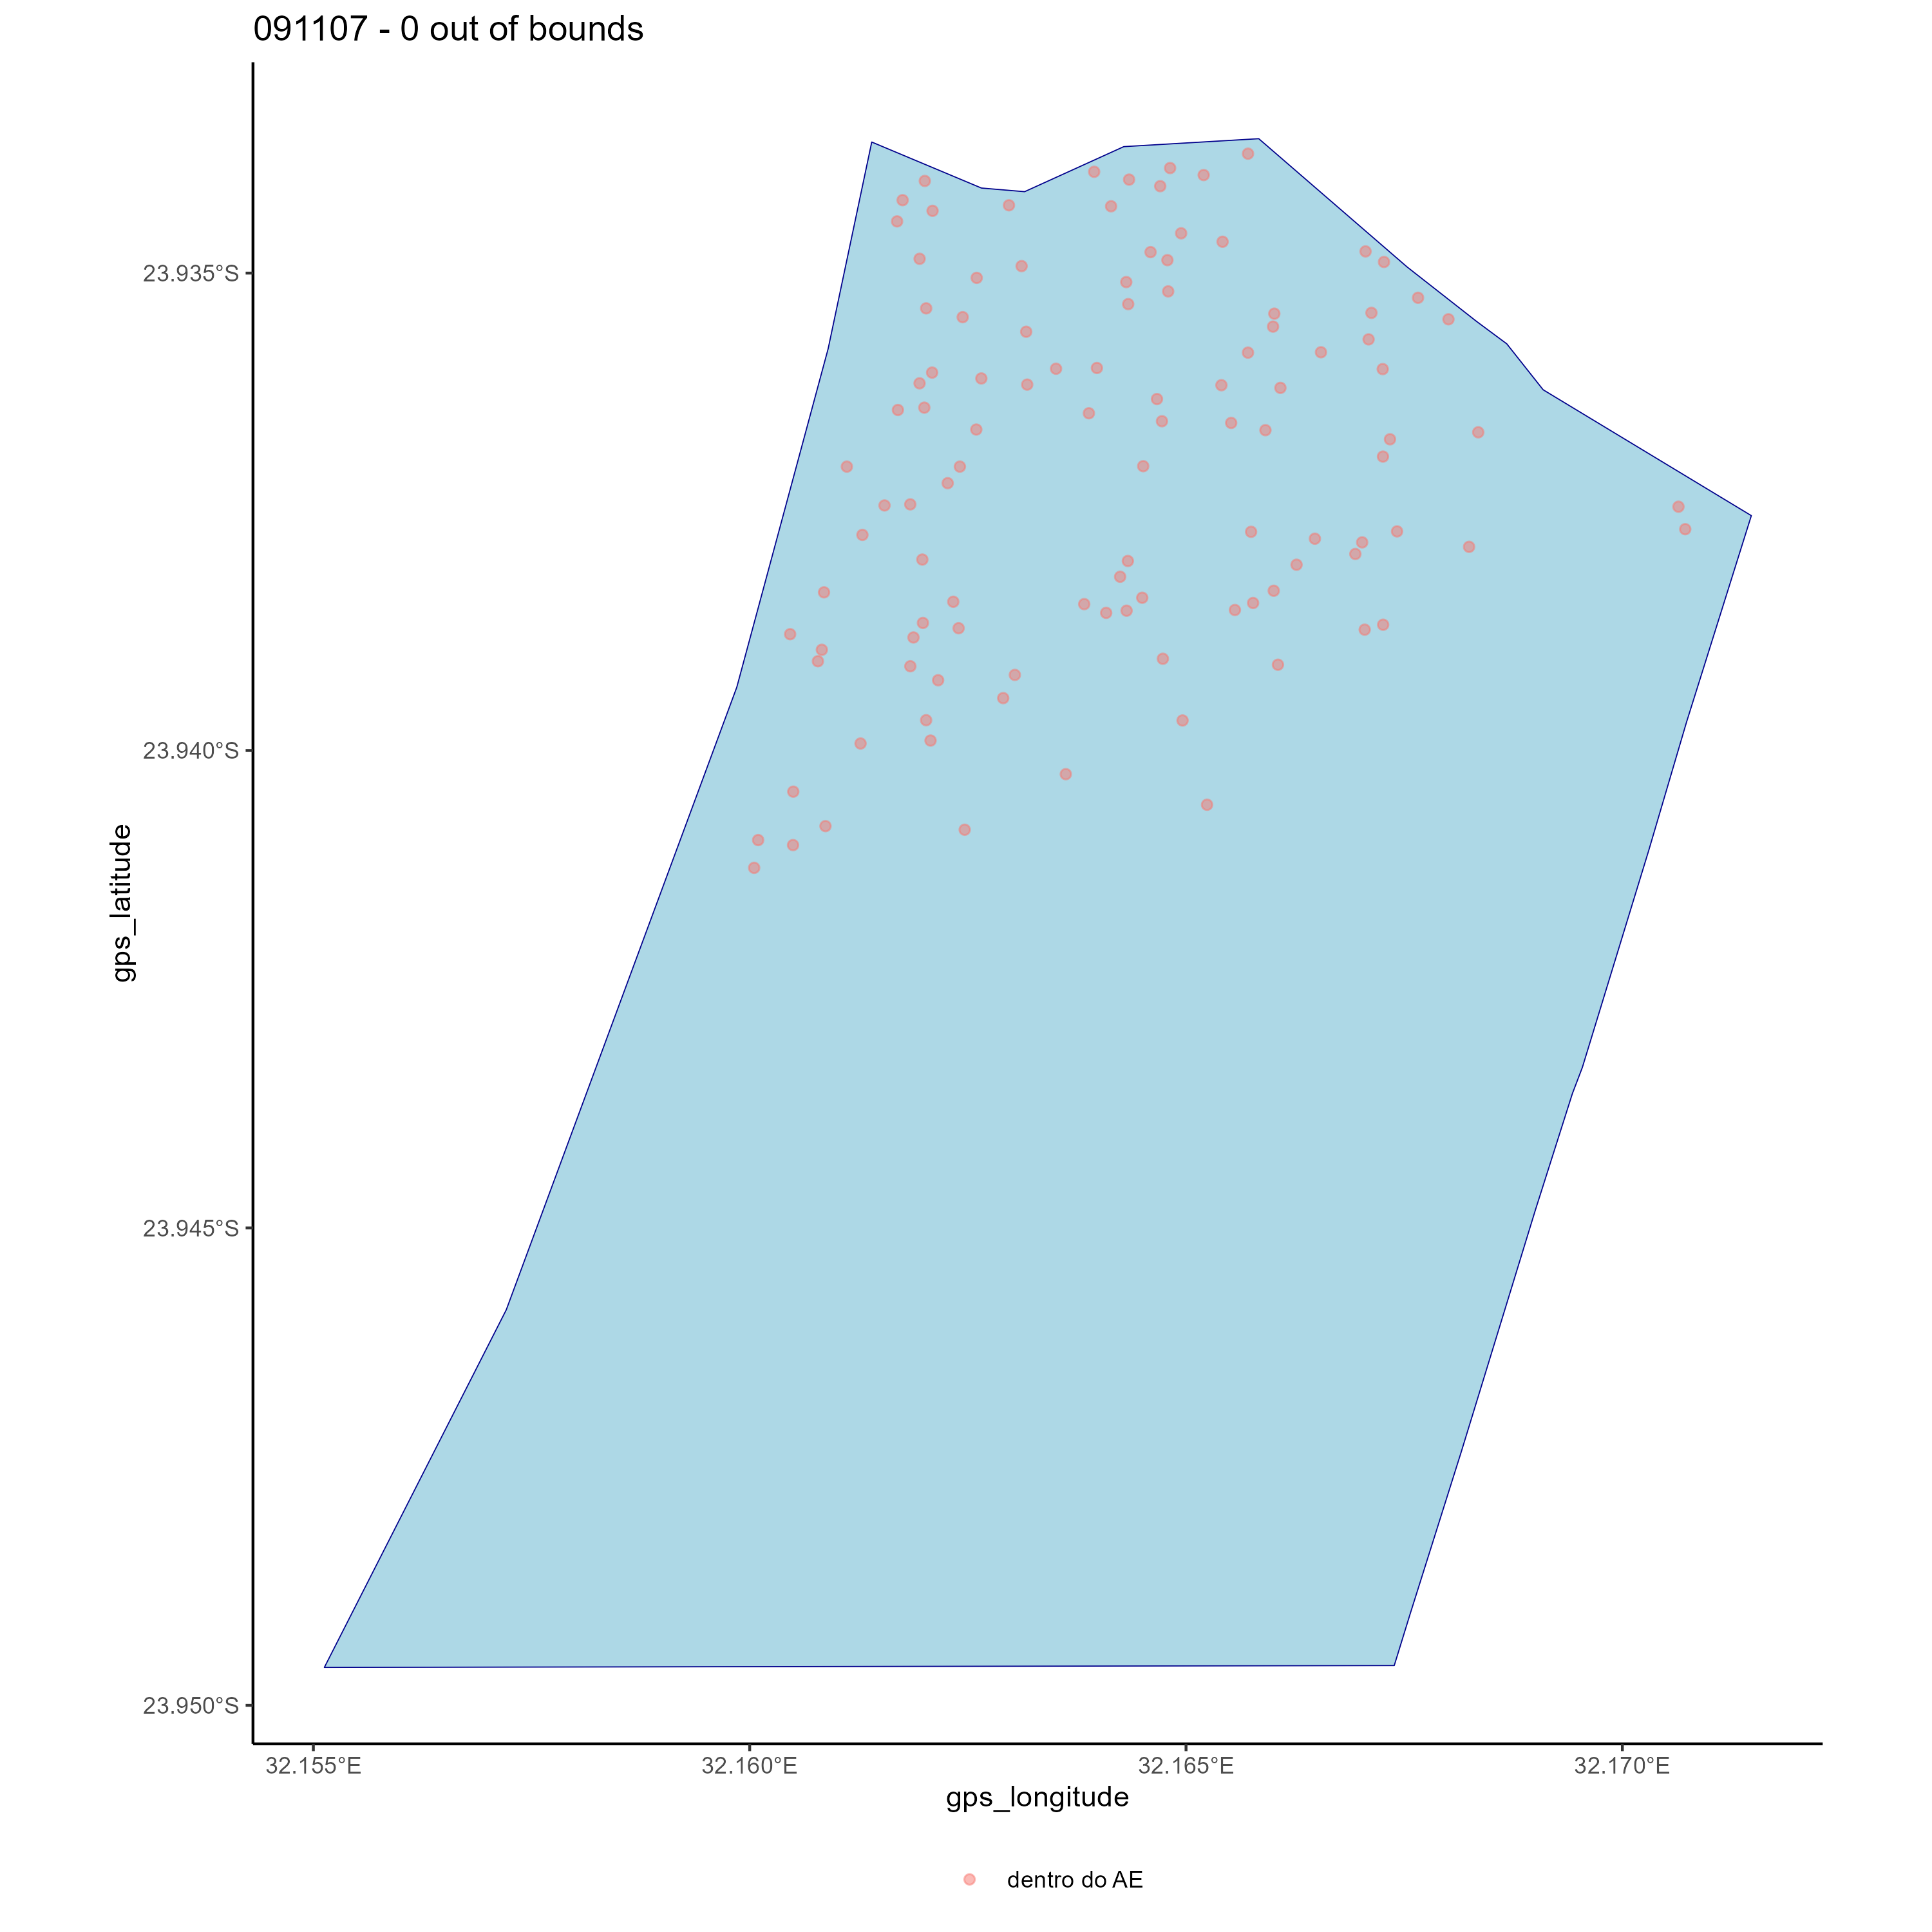 091107 - 0 out of bounds
23.935°S
23.940°S
gps_latitude
23.945°S
23.950°S
32.155°E 32.160°E 32.165°E 32.170°E
gps_longitude
dentro do AE